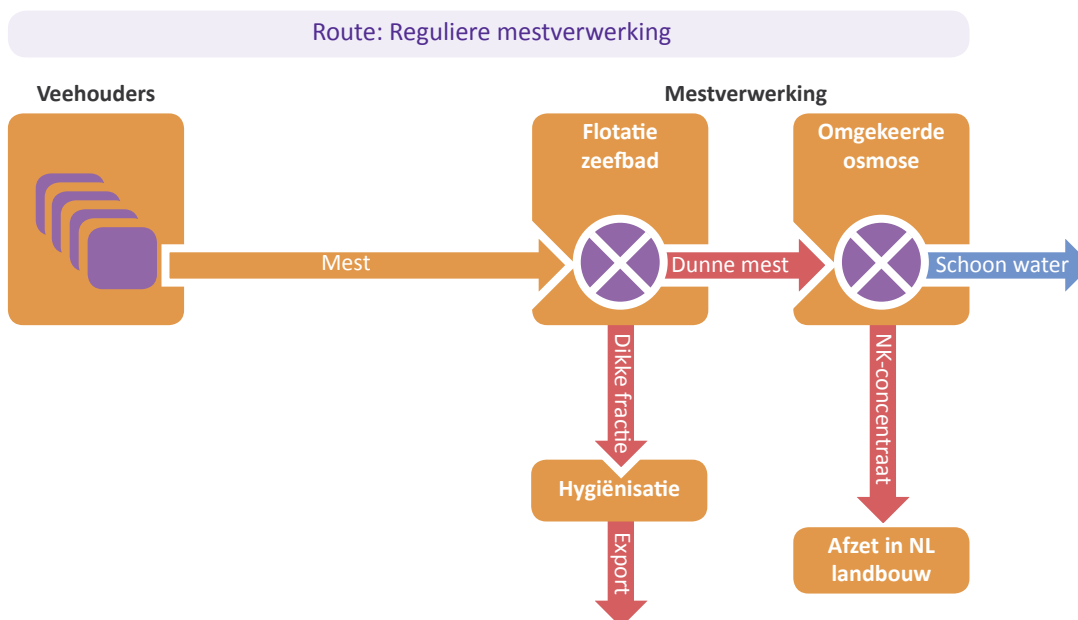 Route: Reguliere mestverwerking
Veehouders
Mestverwerking
Flotatie
zeefbad
Omgekeerde
osmose
Mest
Dunne mest
Schoon water
Dikke fractie
NK-concentraat
Hygiënisatie
Afzet in NL
landbouw
Export